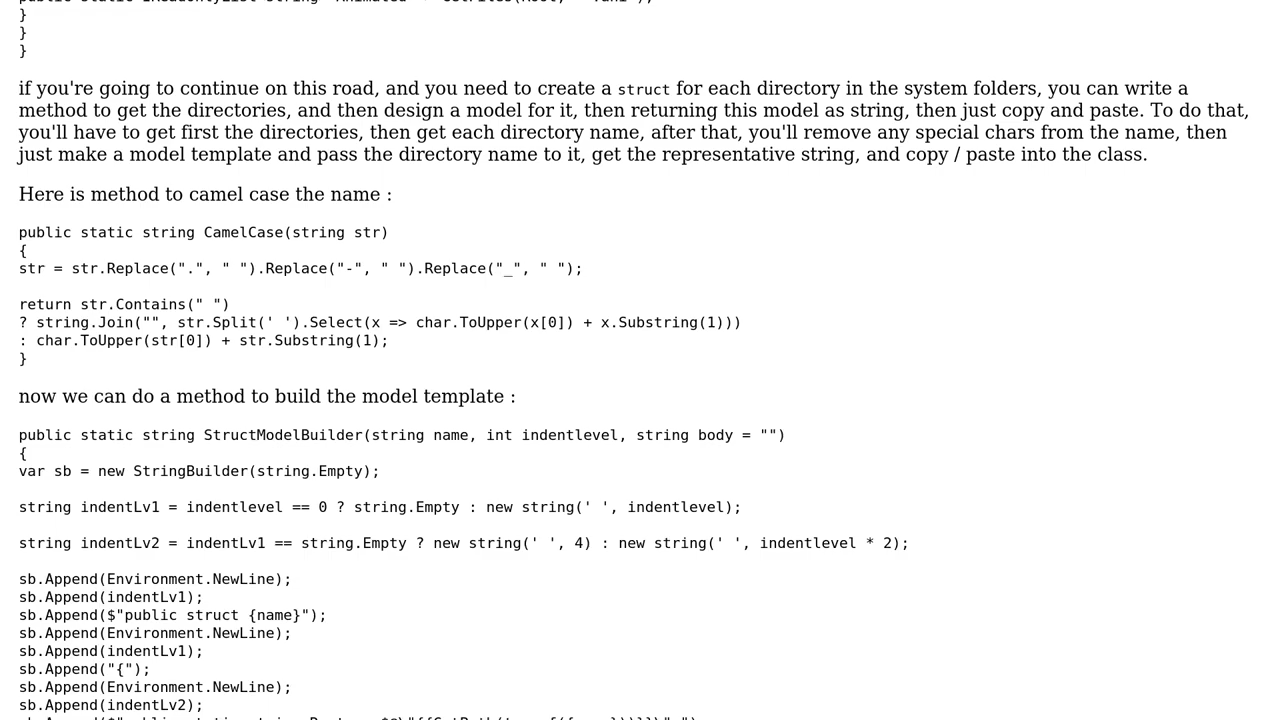 }
}
}
if you're going to continue on this road, and you need to create a struct for each directory in the system folders, you can write a
method to get the directories, and then design a model for it, then returning this model as string, then just copy and paste. To do that,
you'll have to get first the directories, then get each directory name, after that, you'll remove any special chars from the name, then
just make a model template and pass the directory name to it, get the representative string, and copy / paste into the class.
Here is method to camel case the name :
public static string CamelCase(string str)
{
str = str.Replace(".", " ").Replace("-", " ").Replace("_", " ");
return str.Contains(" ")
? string.Join("", str.Split(' ').Select(x => char.ToUpper(x[0]) + x.Substring(1)))
: char.ToUpper(str[0]) + str.Substring(1);
}
now we can do a method to build the model template :
public static string StructModelBuilder(string name, int indentlevel, string body = "")
{
var sb = new StringBuilder(string.Empty);
string indentLv1 = indentlevel == 0 ? string.Empty : new string(' ', indentlevel);
string indentLv2 = indentLv1 == string.Empty ? new string(' ', 4) : new string(' ', indentlevel * 2);
sb.Append(Environment.NewLine);
sb.Append(indentLv1);
sb.Append($"public struct {name}");
sb.Append(Environment.NewLine);
sb.Append(indentLv1);
sb.Append("{");
sb.Append(Environment.NewLine);
sb.Append(indentLv2);